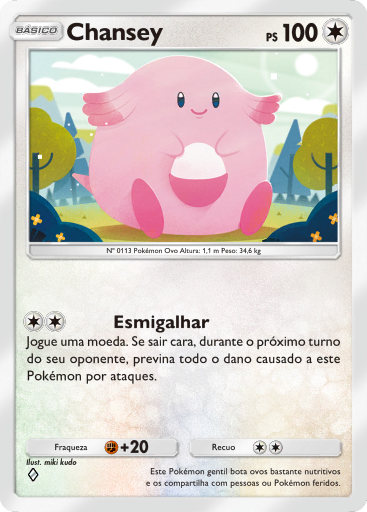 BÁSICO Chansey PS 100
Nº 0113 Pokémon Ovo Altura: 1,1 m Peso: 34,6 kg
Esmigalhar
Jogue uma moeda. Se sair cara, durante o próximo turno
do seu oponente, previna todo o dano causado a este
Pokémon por ataques.
Fraqueza +20 Recuo
Ilust. miki kudo
Este Pokémon gentil bota ovos bastante nutritivos
e os compartilha com pessoas ou Pokémon feridos.